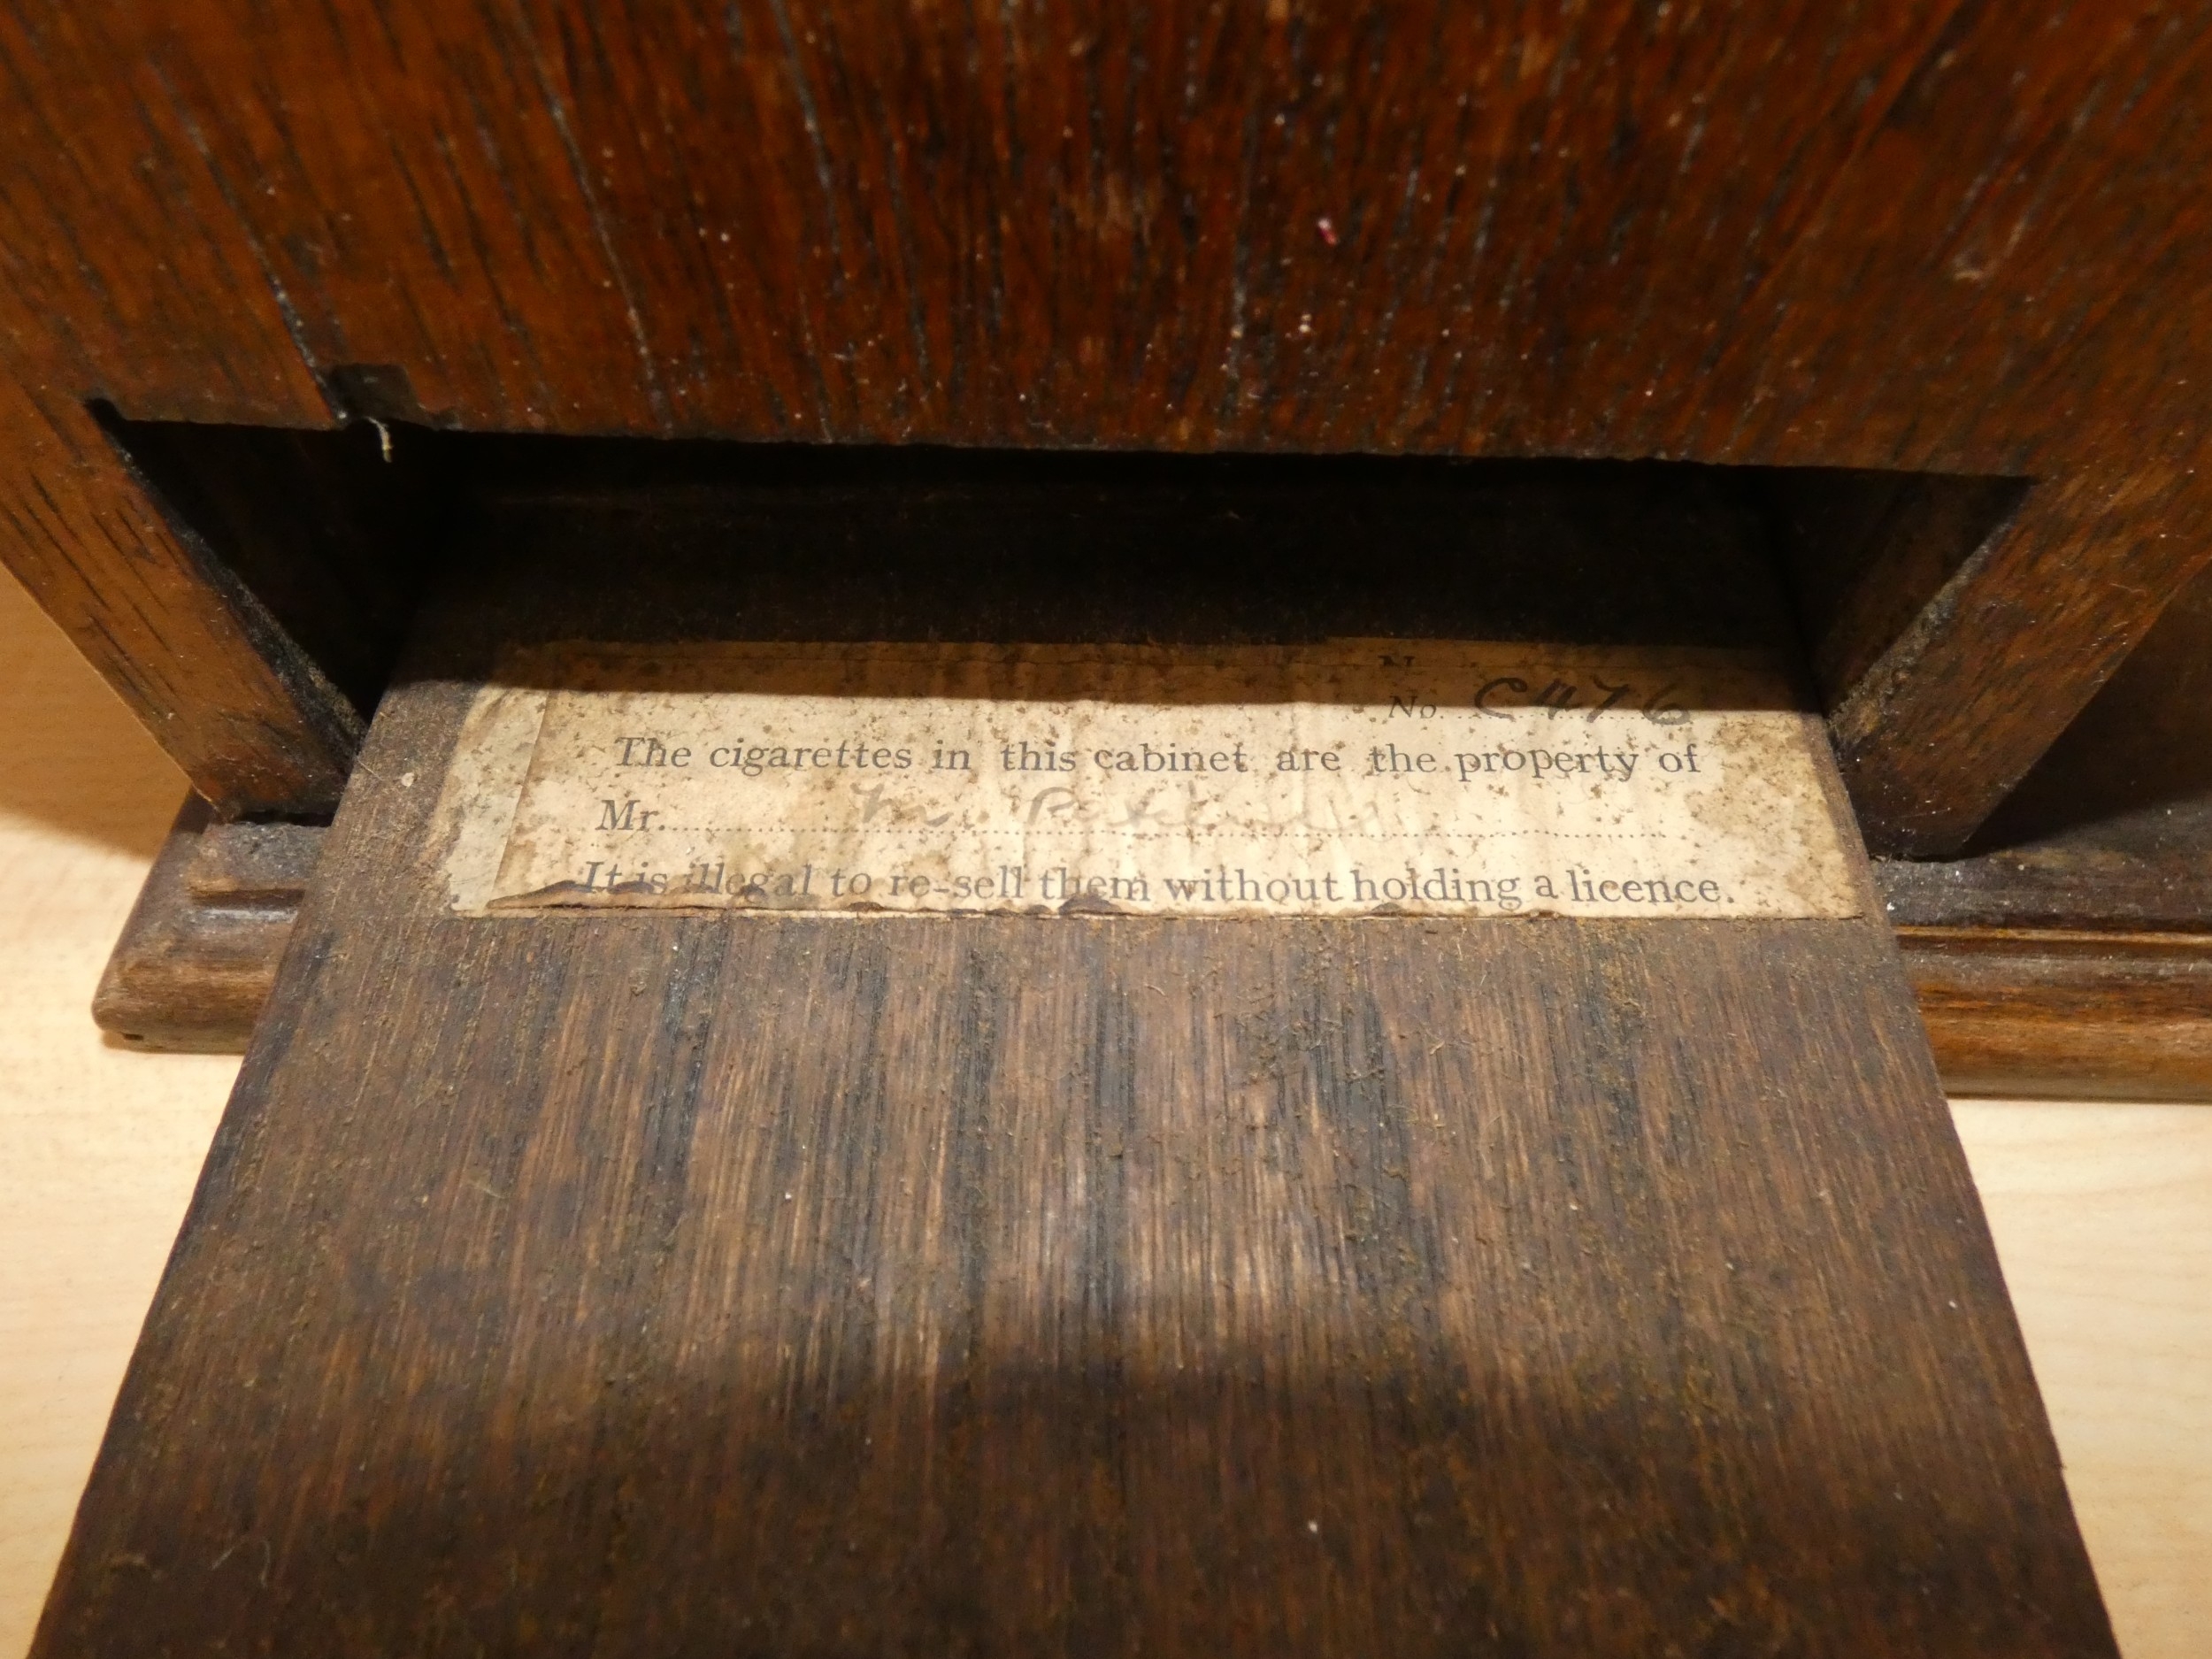 No. C476
The cigarettes in this cabinet are the property of
Mr.
It is illegal to re-sell them without holding a licence.